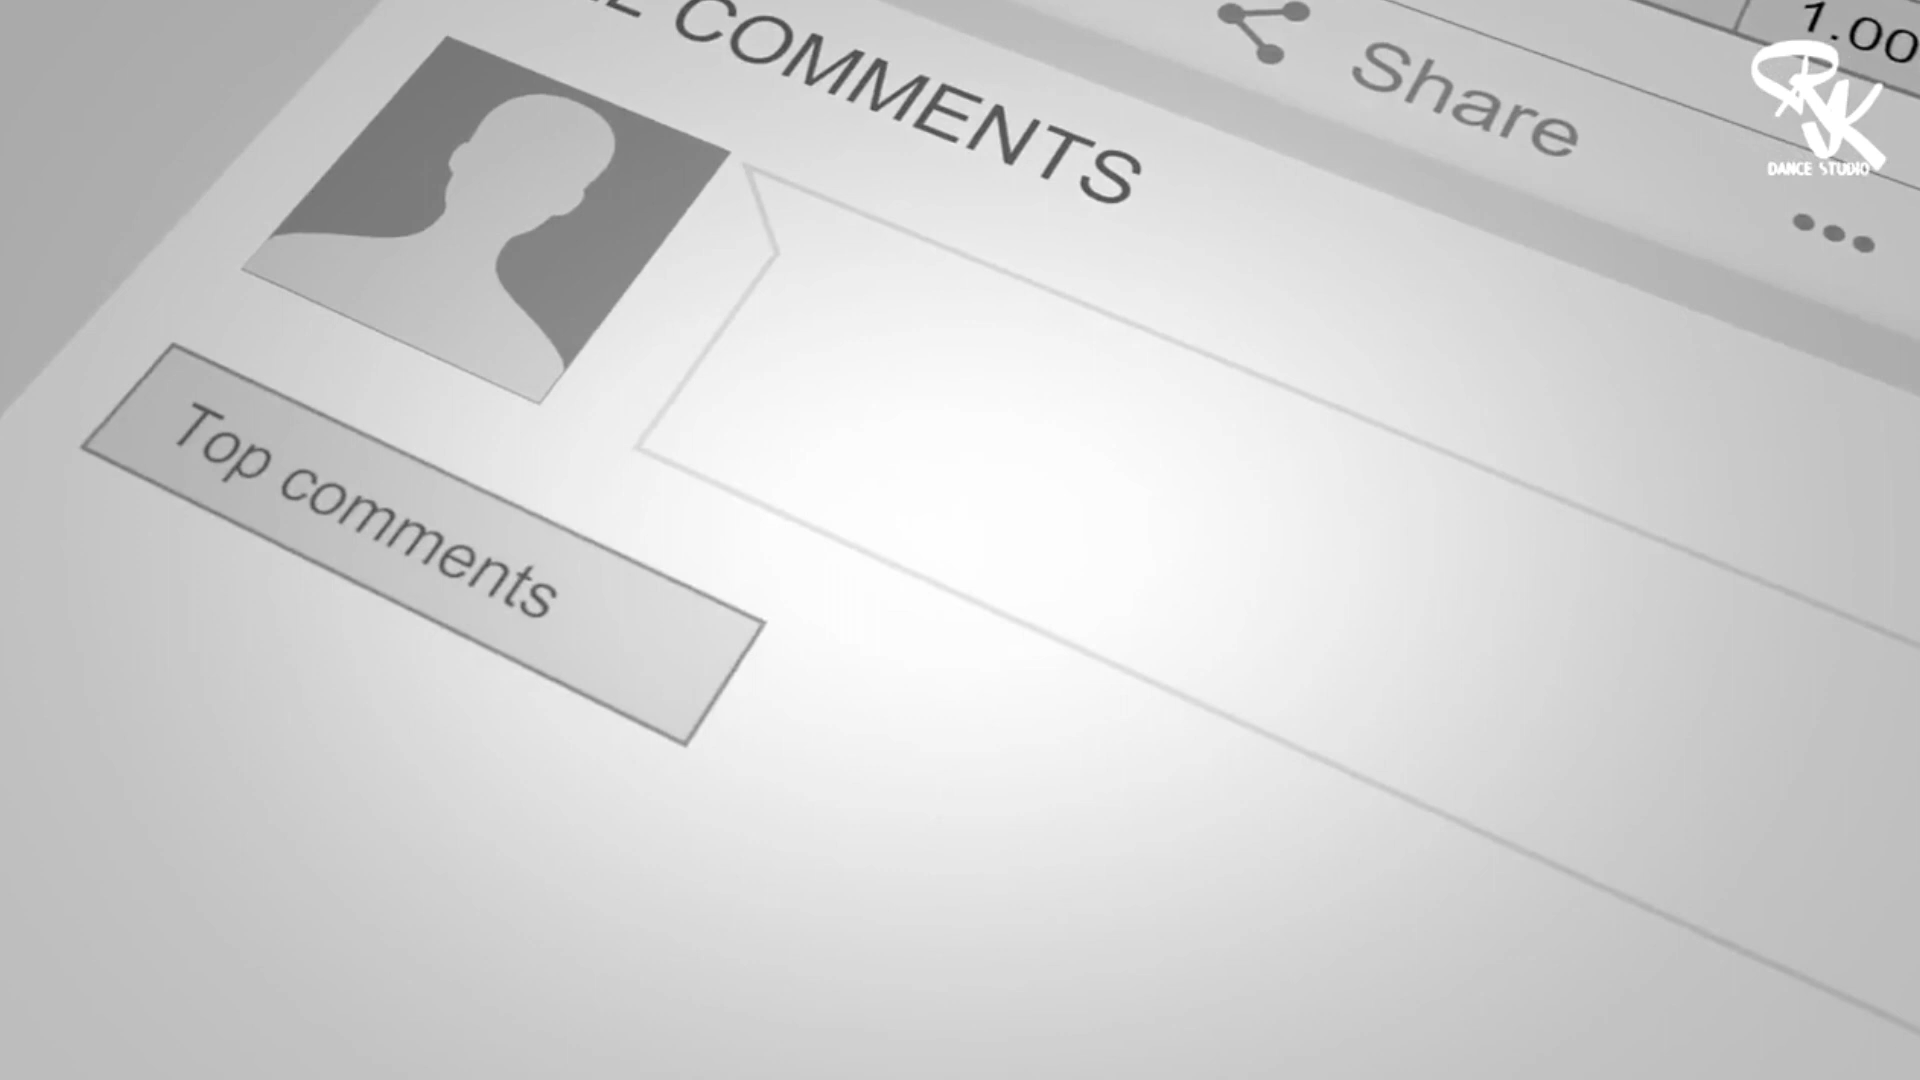 COMMENTS
Share
1.00
DANCE STUDIO
Top comments